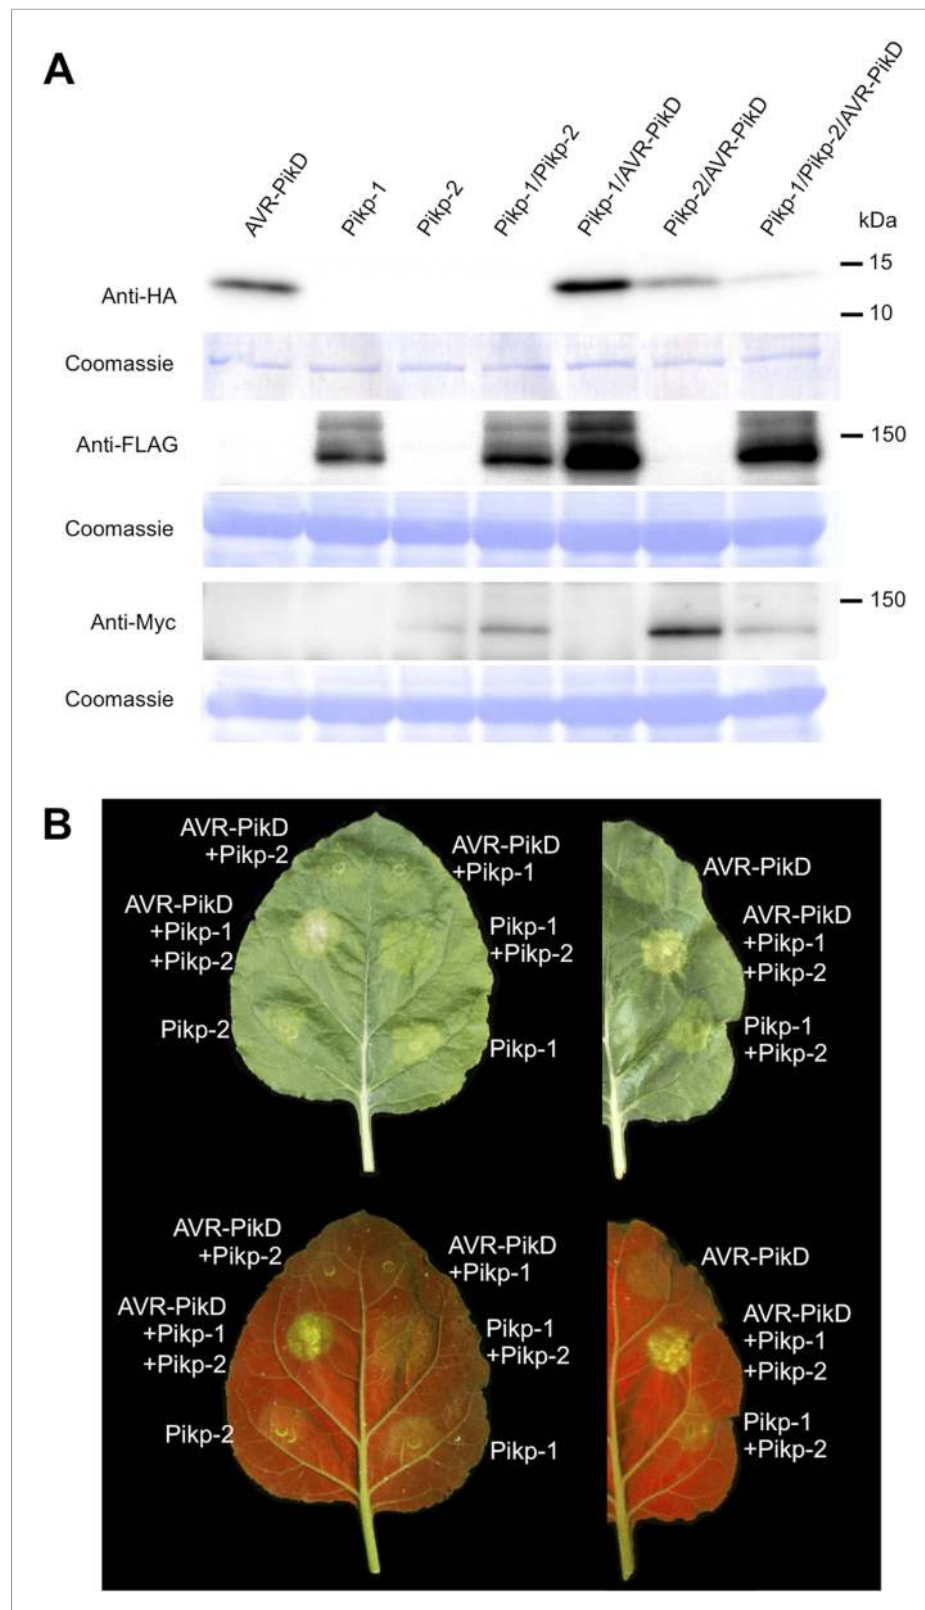 A
AVR-PikD
Pikp-1
Pikp-2
Pikp-1/Pikp-2
Pikp-1/AVR-PikD
Pikp-2/AVR-PikD
Pikp-1/Pikp-2/AVR-PikD
kDa
Anti-HA
15
10
Coomassie
Anti-FLAG
150
Coomassie
Anti-Myc
150
Coomassie
B
AVR-PikD
+Pikp-2
AVR-PikD
+Pikp-1
AVR-PikD
+Pikp-1
+Pikp-2
Pikp-1
+Pikp-2
Pikp-2
Pikp-1
AVR-PikD
AVR-PikD
+Pikp-1
+Pikp-2
Pikp-1
+Pikp-2
AVR-PikD
+Pikp-2
AVR-PikD
+Pikp-1
AVR-PikD
+Pikp-1
+Pikp-2
Pikp-1
+Pikp-2
Pikp-2
Pikp-1
AVR-PikD
AVR-PikD
+Pikp-1
+Pikp-2
Pikp-1
+Pikp-2